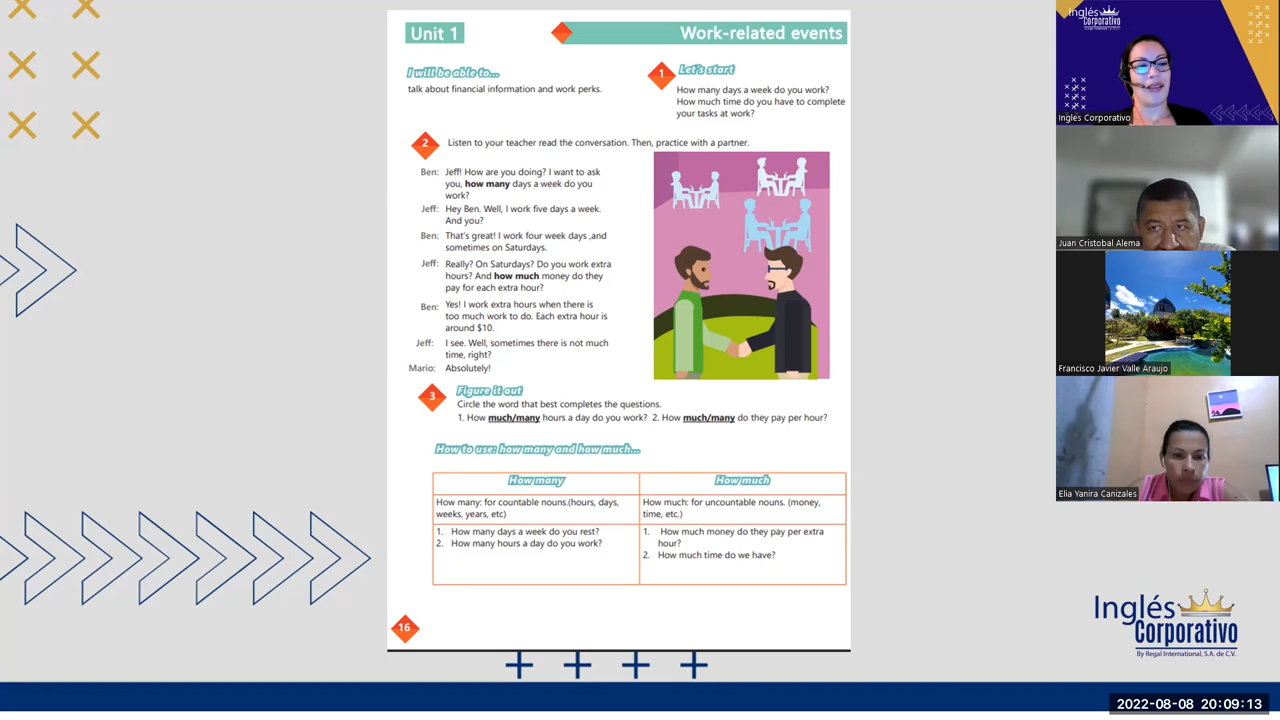 Unit 1
Work-related events
I will be able to...
talk about financial information and work perks.
1
Let's start
How many days a week do you work?
How much time do you have to complete
your tasks at work?
2
Listen to your teacher read the conversation. Then, practice with a partner.
Ben: Jeff! How are you doing? I want to ask
you, how many days a week do you
work?
Jeff: Hey Ben. Well, I work five days a week.
And you?
Ben: That's great! I work four week days ,and
sometimes on Saturdays.
Jeff: Really? On Saturdays? Do you work extra
hours? And how much money do they
pay for each extra hour?
Ben: Yes! I work extra hours when there is
too much work to do. Each extra hour is
around $10.
Jeff: I see. Well, sometimes there is not much
time, right?
Mario: Absolutely!
3
Figure it out
Circle the word that best completes the questions.
1. How much/many hours a day do you work? 2. How much/many do they pay per hour?
How to use: how many and how much...
How many
How much
How many: for countable nouns.(hours, days,
weeks, years, etc)
How much: for uncountable nouns. (money,
time, etc.)
1. How many days a week do you rest?
2. How many hours a day do you work?
1. How much money do they pay per extra
hour?
2. How much time do we have?
16
Inglés
Corporativo
Inglés Corporativo
Juan Cristobal Alema
Francisco Javier Valle Araujo
Elia Yanira Canizales
Inglés
Corporativo
By Regal International, S.A. de C.V.
2022-08-08 20:09:13